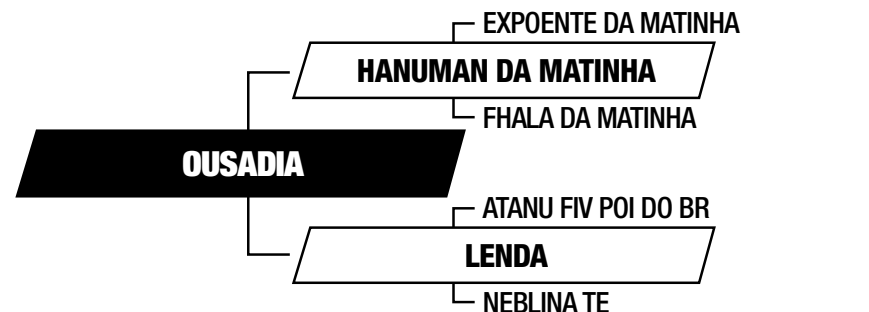 EXPOENTE DA MATINHA
HANUMAN DA MATINHA
FHALA DA MATINHA
OUSADIA
ATANU FIV POI DO BR
LENDA
NEBLINA TE